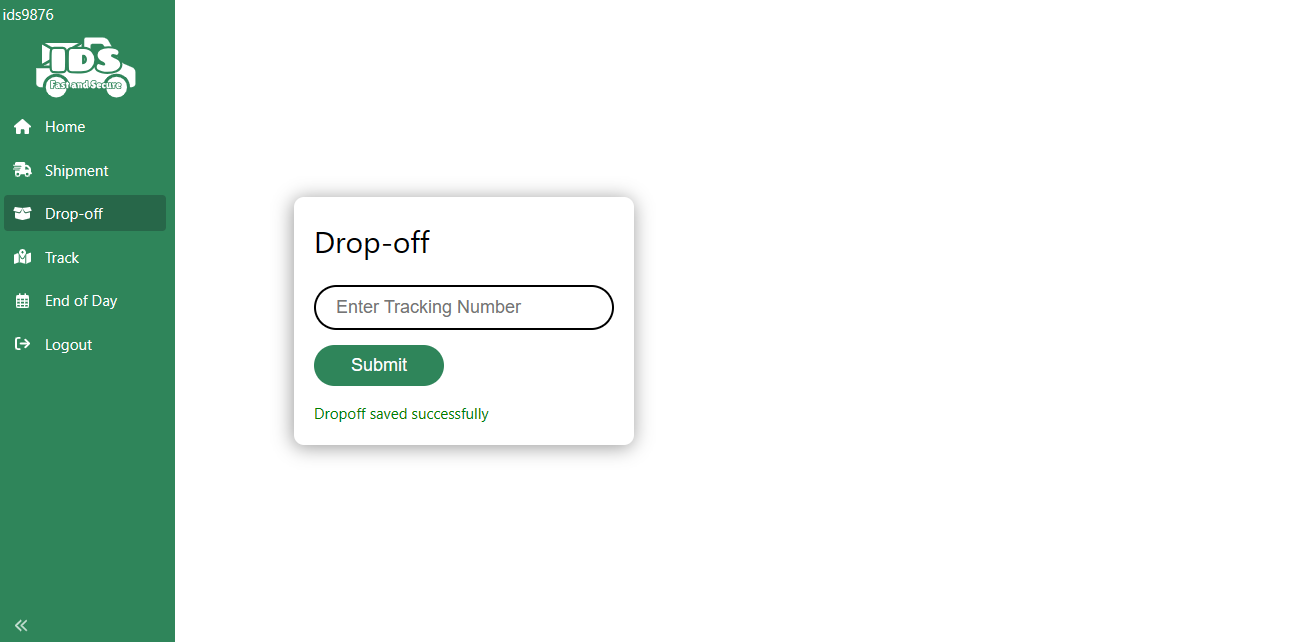 ids9876
IDS
Fast and Secure
Home
Shipment
Drop-off
Track
End of Day
Logout
Drop-off
Enter Tracking Number
Submit
Dropoff saved successfully